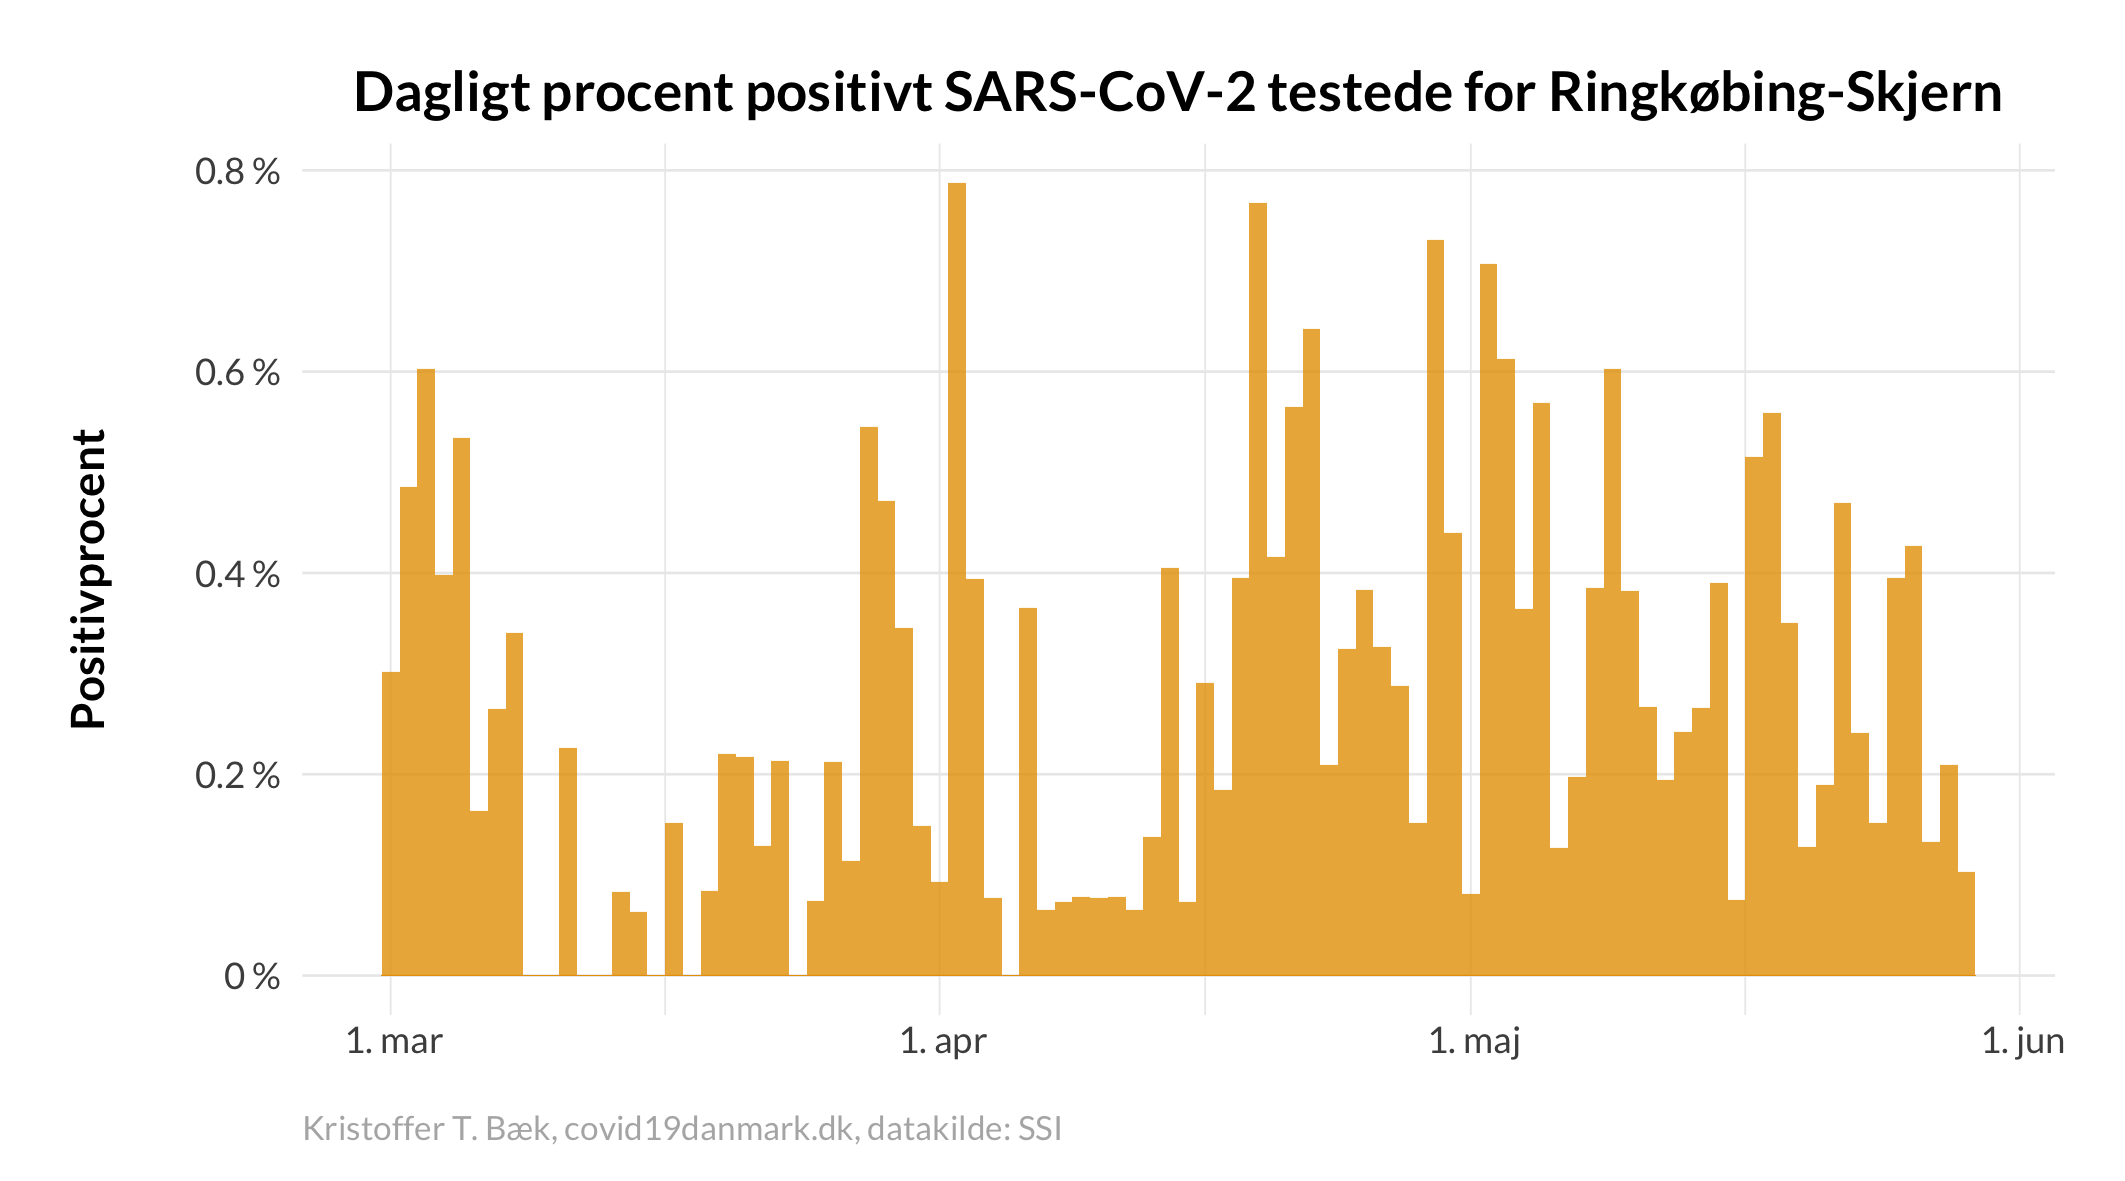 Dagligt procent positivt SARS-CoV-2 testede for Ringkøbing-Skjern
Positivprocent
0.8 %
0.6 %
0.4 %
0.2 %
0 %
1. mar
1. apr
1. maj
1. jun
Kristoffer T. Bæk, covid19danmark.dk, datakilde: SSI